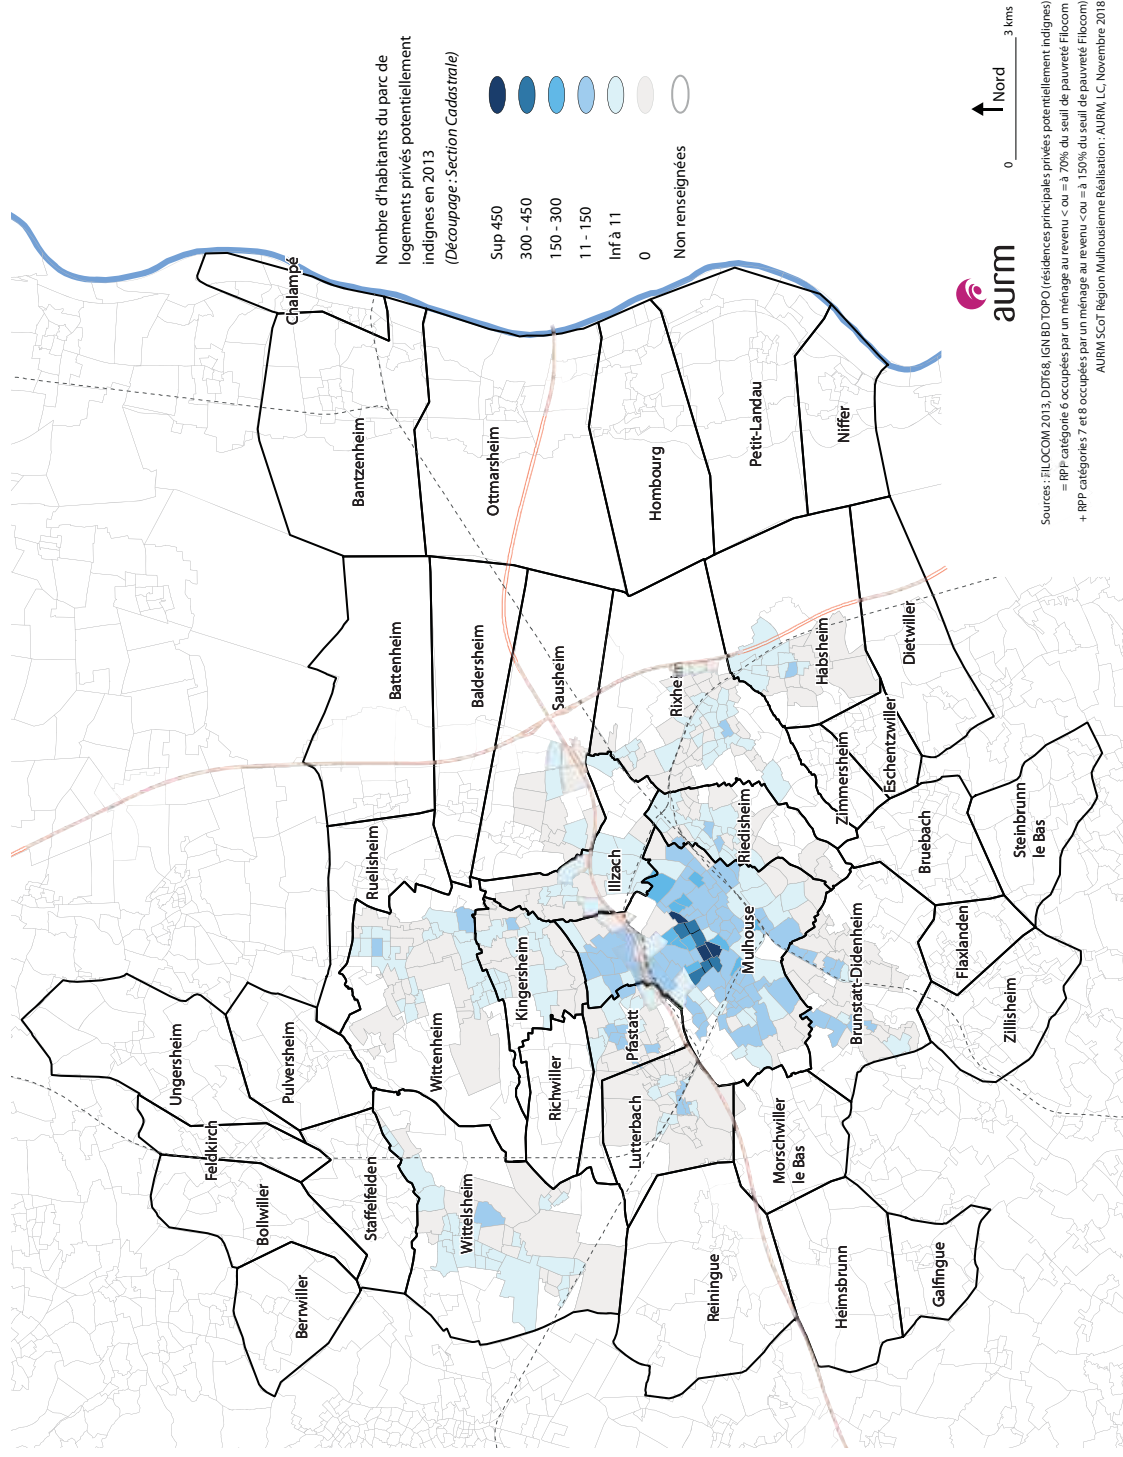 Nombre d'habitants du parc de
logements privés potentiellement
indignes en 2013
(Découpage : Section Cadastrale)
Sup 450
300 - 450
150 - 300
11 - 150
Inf à 11
0
Non renseignées
Chalampé
Bantzenheim
Ottmarsheim
Hombourg
Petit-Landau
Niffer
Battenheim
Baldersheim
Sausheim
Rixheim
Habsheim
Dietwiller
Eschentzwiller
Zimmersheim
Ruelisheim
Illzach
Riedisheim
Bruebach
Steinbrunn
le Bas
Kingersheim
Mulhouse
Brunstatt-Didenheim
Flaxlanden
Zillisheim
Ungersheim
Pulversheim
Wittenheim
Richwiller
Pfastatt
Feldkirch
Lutterbach
Morschwiller
le Bas
Bollwiller
Staffelfelden
Wittelsheim
Berrwiller
Reiningue
Heimsbrunn
Galfingue
Nord
0
3 kms
aurm
Sources : FILOCOM 2013, DDT68, IGN BD TOPO (résidences principales privées potentiellement indignes)
= RPP catégorie 6 occupées par un ménage au revenu < ou = à 70% du seuil de pauvreté Filocom
+ RPP catégories 7 et 8 occupées par un ménage au revenu < ou = à 150% du seuil de pauvreté Filocom)
AURM SCoT Région Mulhousienne Réalisation : AURM, LC, Novembre 2018